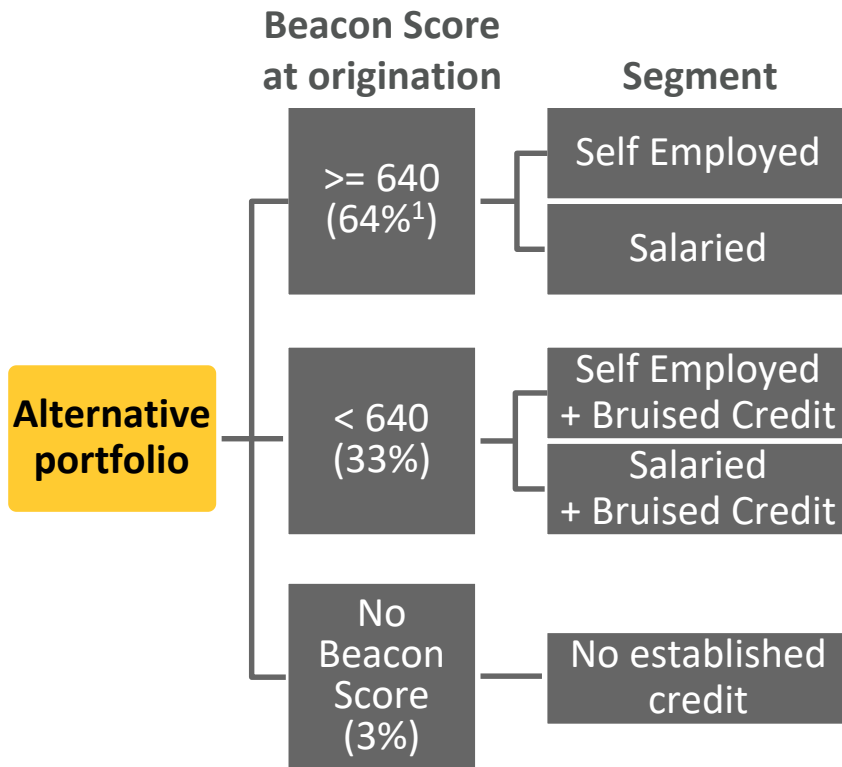 Beacon Score
at origination
Segment
>= 640
(64%¹)
Self Employed
Salaried
Alternative
portfolio
< 640
(33%)
Self Employed
+ Bruised Credit
Salaried
+ Bruised Credit
No
Beacon
Score
(3%)
No established
credit